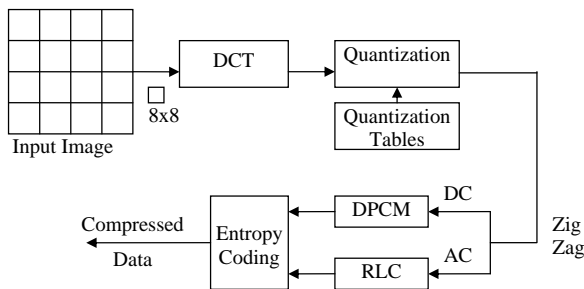 DCT
Quantization
8x8
Quantization
Tables
Input Image
Compressed
Data
Entropy
Coding
DPCM
DC
RLC
AC
Zig
Zag